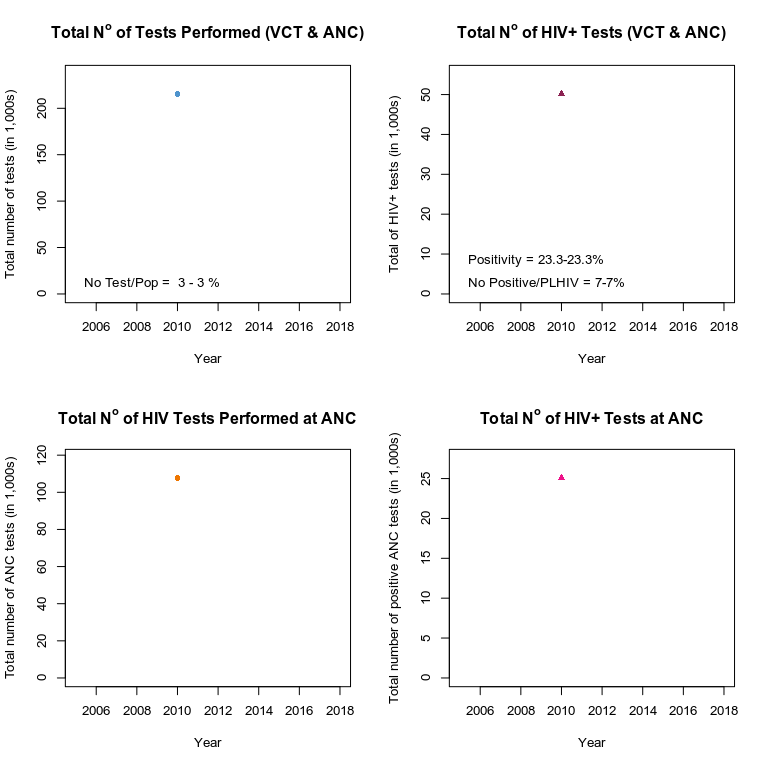 Total Nº of Tests Performed (VCT & ANC)
Total number of tests (in 1,000s)
200
150
100
50
0
No Test/Pop = 3 - 3 %
2006 2008 2010 2012 2014 2016 2018
Year
Total Nº of HIV+ Tests (VCT & ANC)
Total of HIV+ tests (in 1,000s)
50
40
30
20
10
0
Positivity = 23.3-23.3%
No Positive/PLHIV = 7-7%
2006 2008 2010 2012 2014 2016 2018
Year
Total Nº of HIV Tests Performed at ANC
Total number of ANC tests (in 1,000s)
120
100
80
60
40
20
0
2006 2008 2010 2012 2014 2016 2018
Year
Total Nº of HIV+ Tests at ANC
Total number of positive ANC tests (in 1,000s)
25
20
15
10
5
0
2006 2008 2010 2012 2014 2016 2018
Year